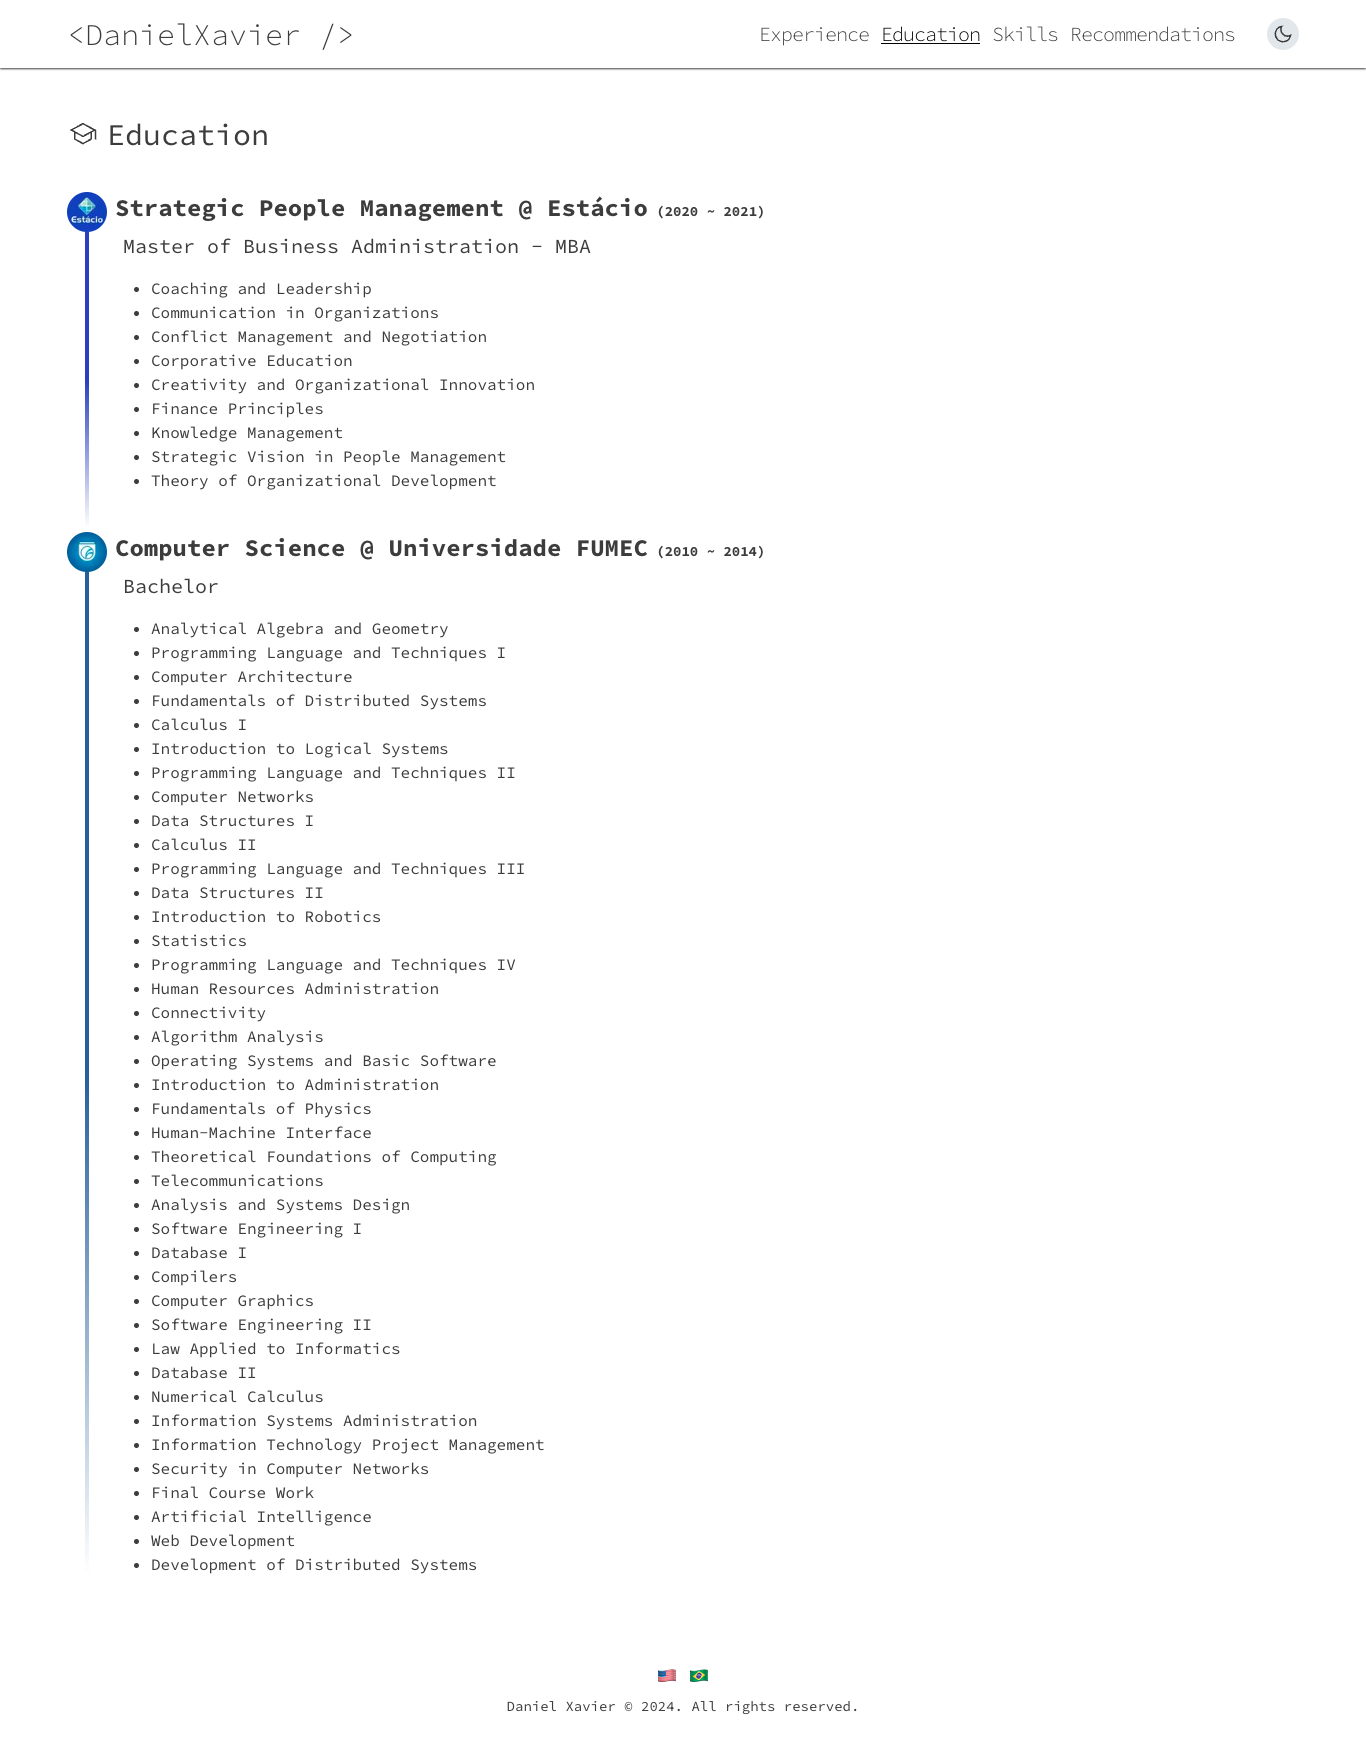 <DanielXavier />
Experience Education Skills Recommendations
Education
Estácio
Strategic People Management @ Estácio (2020 ~ 2021)
Master of Business Administration - MBA
• Coaching and Leadership
• Communication in Organizations
• Conflict Management and Negotiation
• Corporative Education
• Creativity and Organizational Innovation
• Finance Principles
• Knowledge Management
• Strategic Vision in People Management
• Theory of Organizational Development
Computer Science @ Universidade FUMEC (2010 ~ 2014)
Bachelor
• Analytical Algebra and Geometry
• Programming Language and Techniques I
• Computer Architecture
• Fundamentals of Distributed Systems
• Calculus I
• Introduction to Logical Systems
• Programming Language and Techniques II
• Computer Networks
• Data Structures I
• Calculus II
• Programming Language and Techniques III
• Data Structures II
• Introduction to Robotics
• Statistics
• Programming Language and Techniques IV
• Human Resources Administration
• Connectivity
• Algorithm Analysis
• Operating Systems and Basic Software
• Introduction to Administration
• Fundamentals of Physics
• Human-Machine Interface
• Theoretical Foundations of Computing
• Telecommunications
• Analysis and Systems Design
• Software Engineering I
• Database I
• Compilers
• Computer Graphics
• Software Engineering II
• Law Applied to Informatics
• Database II
• Numerical Calculus
• Information Systems Administration
• Information Technology Project Management
• Security in Computer Networks
• Final Course Work
• Artificial Intelligence
• Web Development
• Development of Distributed Systems
Daniel Xavier © 2024. All rights reserved.